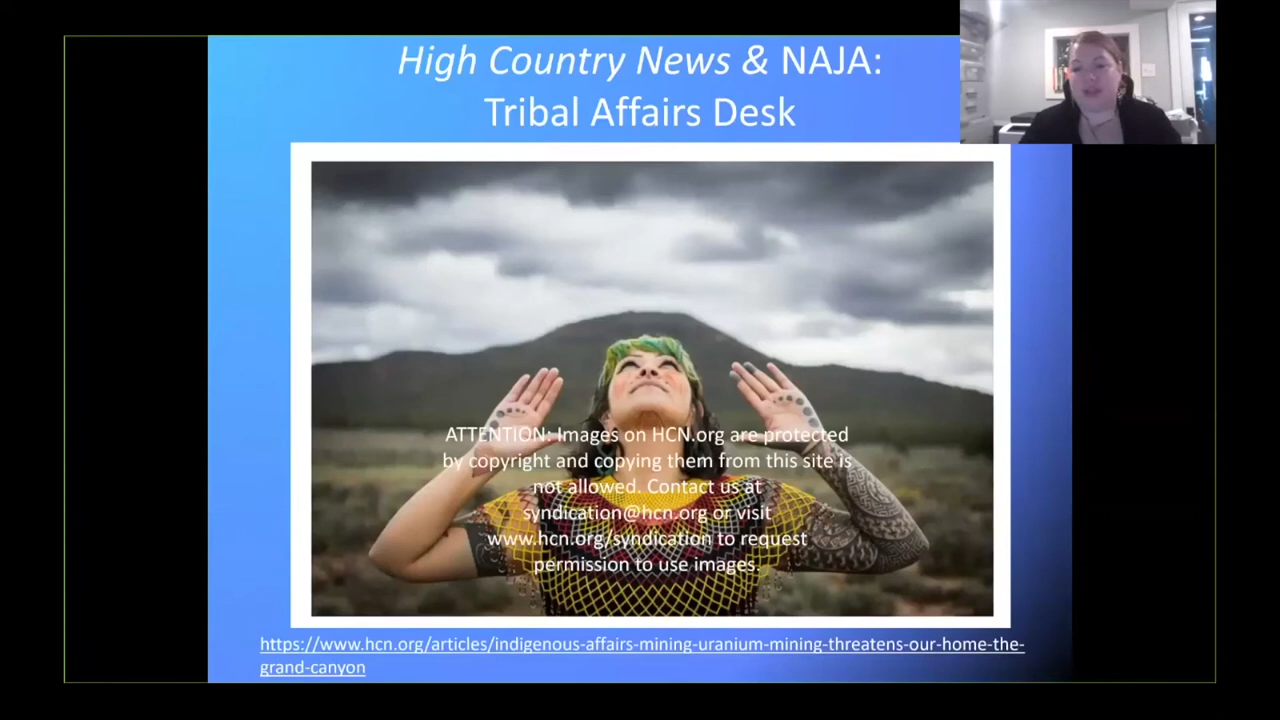 High Country News & NAJA:
Tribal Affairs Desk
ATTENTION: Images on HCN.org are protected
by copyright and copying them from this site is
not allowed. Contact us at
syndication@hcn.org or visit
www.hcn.org/syndication to request
permission to use images.
https://www.hcn.org/articles/indigenous-affairs-mining-uranium-mining-threatens-our-home-the-
grand-canyon